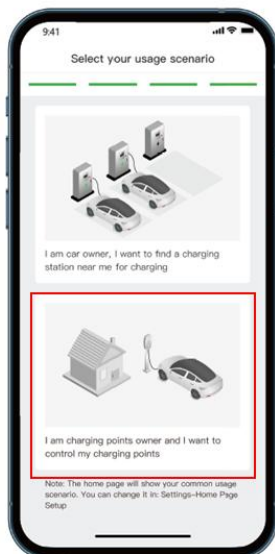 9:41
Select your usage scenario
I am car owner, I want to find a charging
station near me for charging
I am charging points owner and I want to
control my charging points
Note: The home page will show your common usage
scenario. You can change it in: Settings-Home Page
Setup